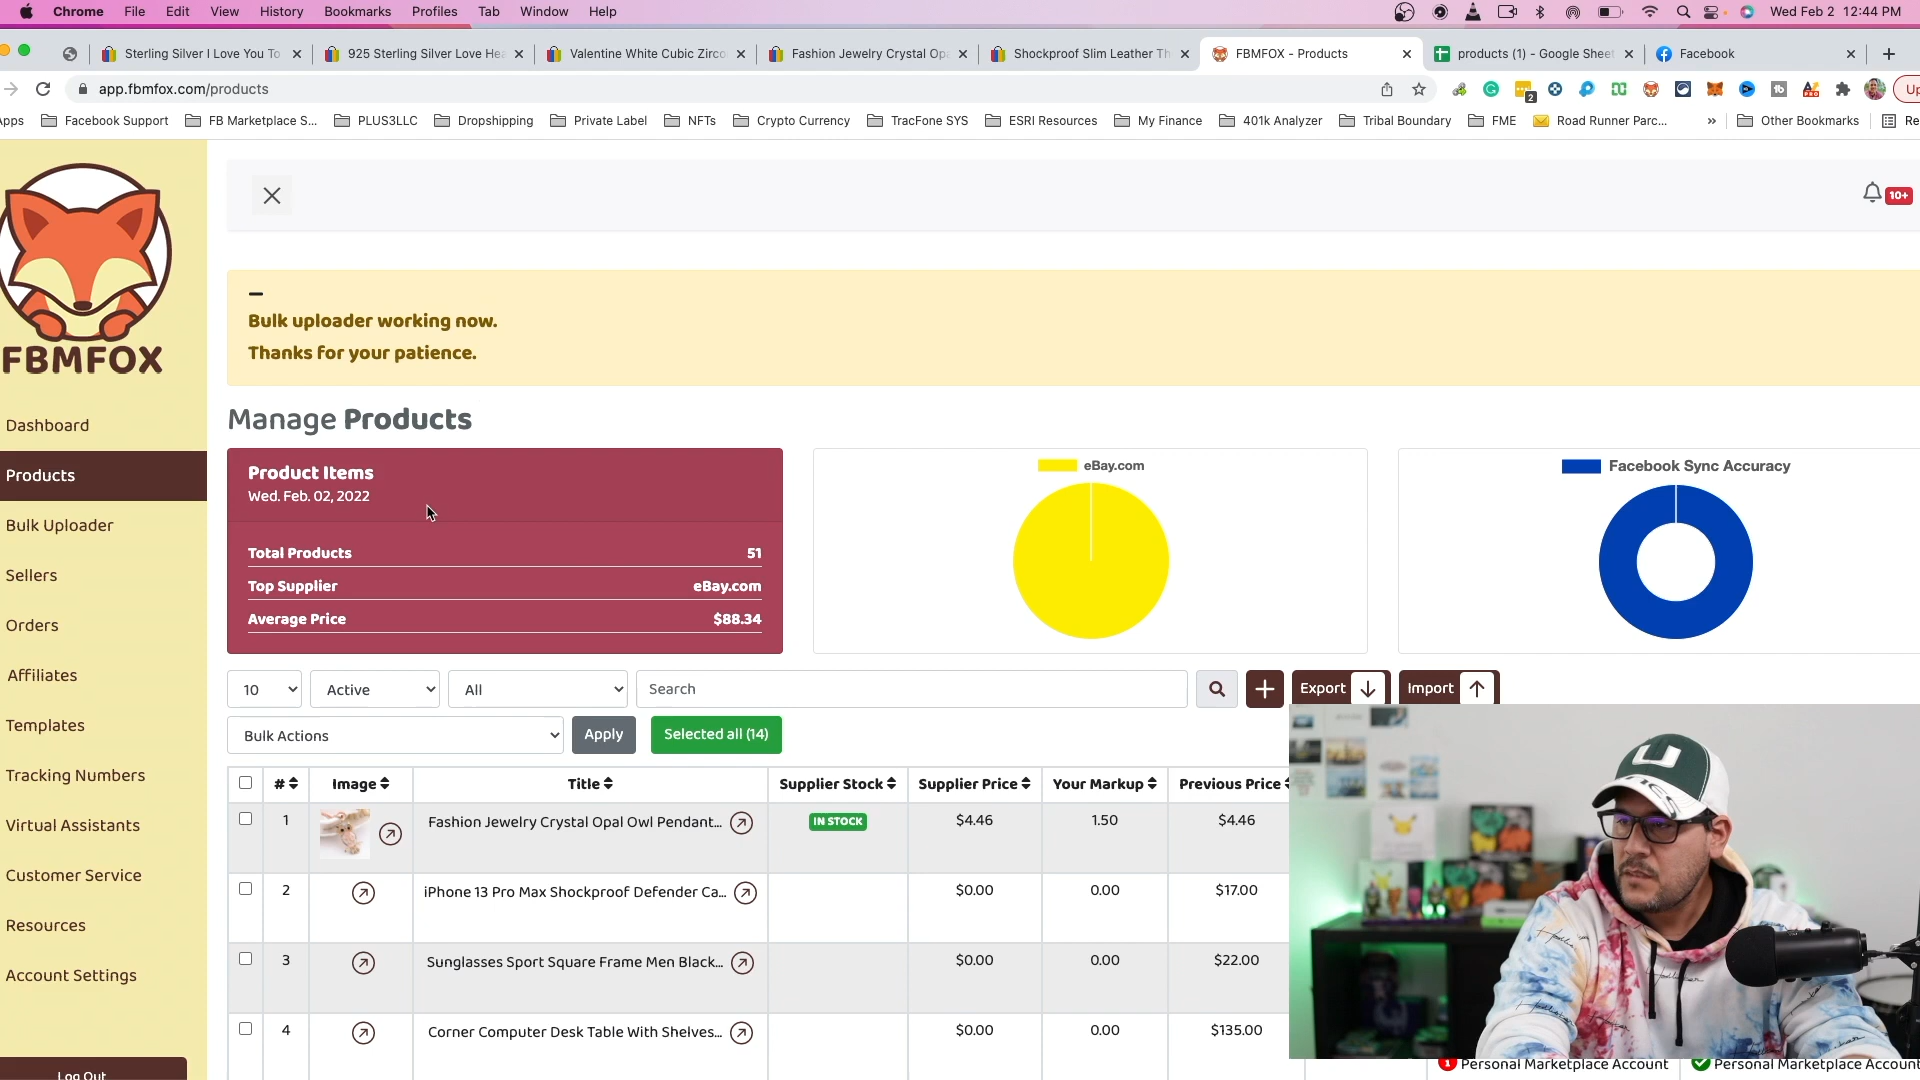 Chrome File Edit View History Bookmarks Profiles Tab Window Help
Wed Feb 2 12:44 PM
Sterling Silver I Love You To
925 Sterling Silver Love Hea
Valentine White Cubic Zirco
Fashion Jewelry Crystal Opa
Shockproof Slim Leather Th
FBMFOX - Products
products (1) - Google Sheet
Facebook
app.fbmfox.com/products
2
Up
pps
Facebook Support
FB Marketplace S...
PLUS3LLC
Dropshipping
Private Label
NFTs
Crypto Currency
TracFone SYS
ESRI Resources
My Finance
401k Analyzer
Tribal Boundary
FME
Road Runner Parc...
»
Other Bookmarks
Re
10+
FBMFOX
Bulk uploader working now.
Thanks for your patience.
Dashboard
Products
Bulk Uploader
Sellers
Orders
Affiliates
Templates
Tracking Numbers
Virtual Assistants
Customer Service
Resources
Account Settings
Log Out
Manage Products
Product Items
Wed. Feb. 02, 2022
Total Products 51
Top Supplier eBay.com
Average Price $88.34
eBay.com
Facebook Sync Accuracy
10 Active All Search Export Import
Bulk Actions Apply Selected all (14)
# Image Title Supplier Stock Supplier Price Your Markup Previous Price
1 Fashion Jewelry Crystal Opal Owl Pendant... IN STOCK $4.46 1.50 $4.46
2 iPhone 13 Pro Max Shockproof Defender Ca... $0.00 0.00 $17.00
3 Sunglasses Sport Square Frame Men Black... $0.00 0.00 $22.00
4 Corner Computer Desk Table With Shelves... $0.00 0.00 $135.00
Personal Marketplace Account
Personal Marketplace Account
U